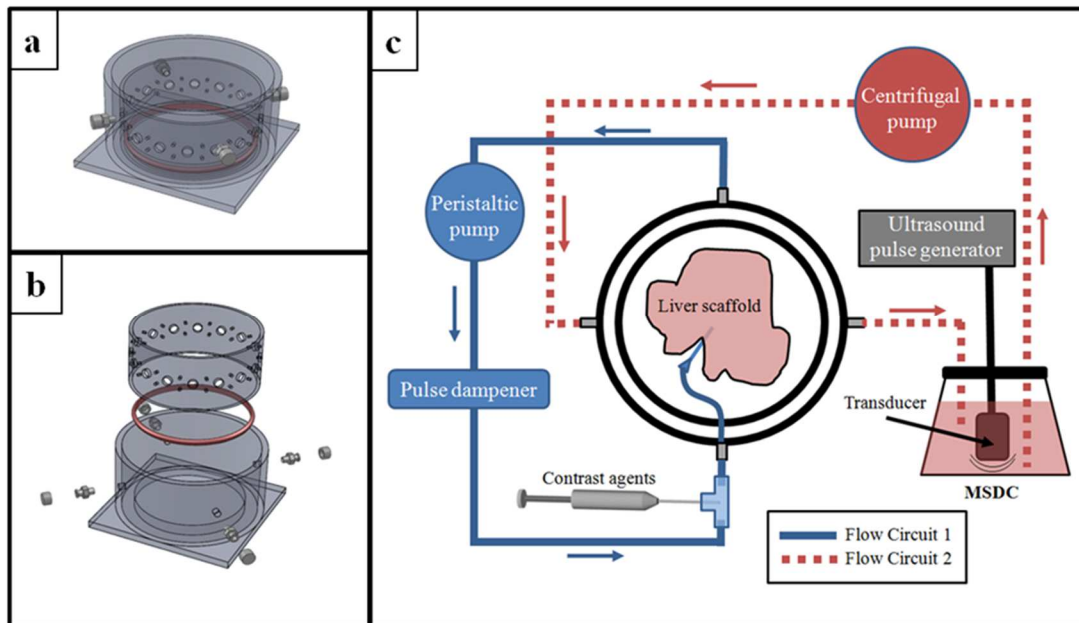 a
b
c
Centrifugal
pump
Peristaltic
pump
Ultrasound
pulse generator
Liver scaffold
Pulse dampener
Transducer
Contrast agents
MSDC
Flow Circuit 1
Flow Circuit 2